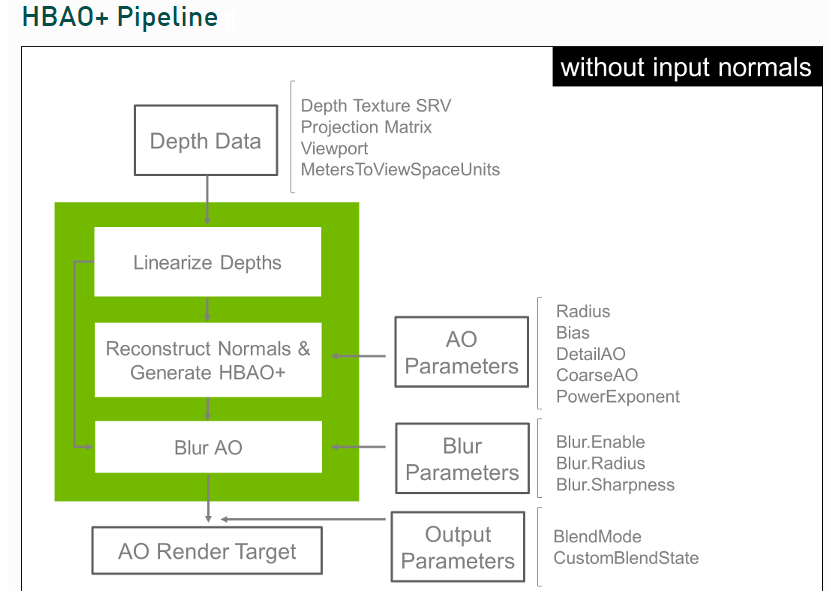 HBAO+ Pipeline
without input normals
Depth Data
Depth Texture SRV
Projection Matrix
Viewport
MetersToViewSpaceUnits
Linearize Depths
Reconstruct Normals &
Generate HBAO+
AO
Parameters
Radius
Bias
DetailAO
CoarseAO
PowerExponent
Blur AO
Blur
Parameters
Blur.Enable
Blur.Radius
Blur.Sharpness
AO Render Target
Output
Parameters
BlendMode
CustomBlendState